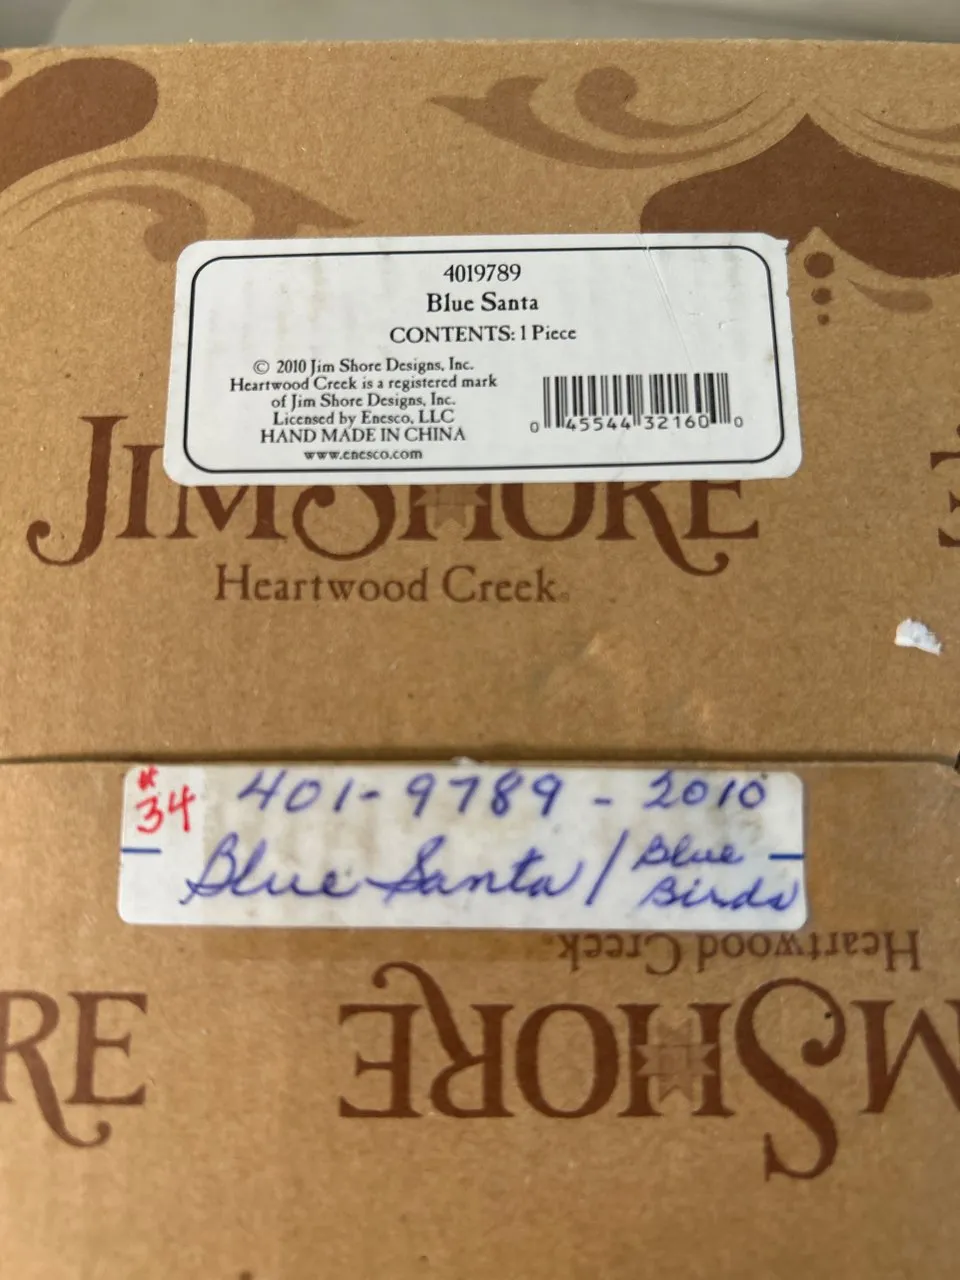 4019789
Blue Santa
CONTENTS: 1 Piece
© 2010 Jim Shore Designs, Inc.
Heartwood Creek is a registered mark
of Jim Shore Designs, Inc.
Licensed by Enesco, LLC
HAND MADE IN CHINA
www.enesco.com
0 45544 32160 0
JIM SHORE
Heartwood Creek
#34
401-9789 - 2010
Blue Santa / Blue Birds
Heartwood Creek
RE
MSHORE